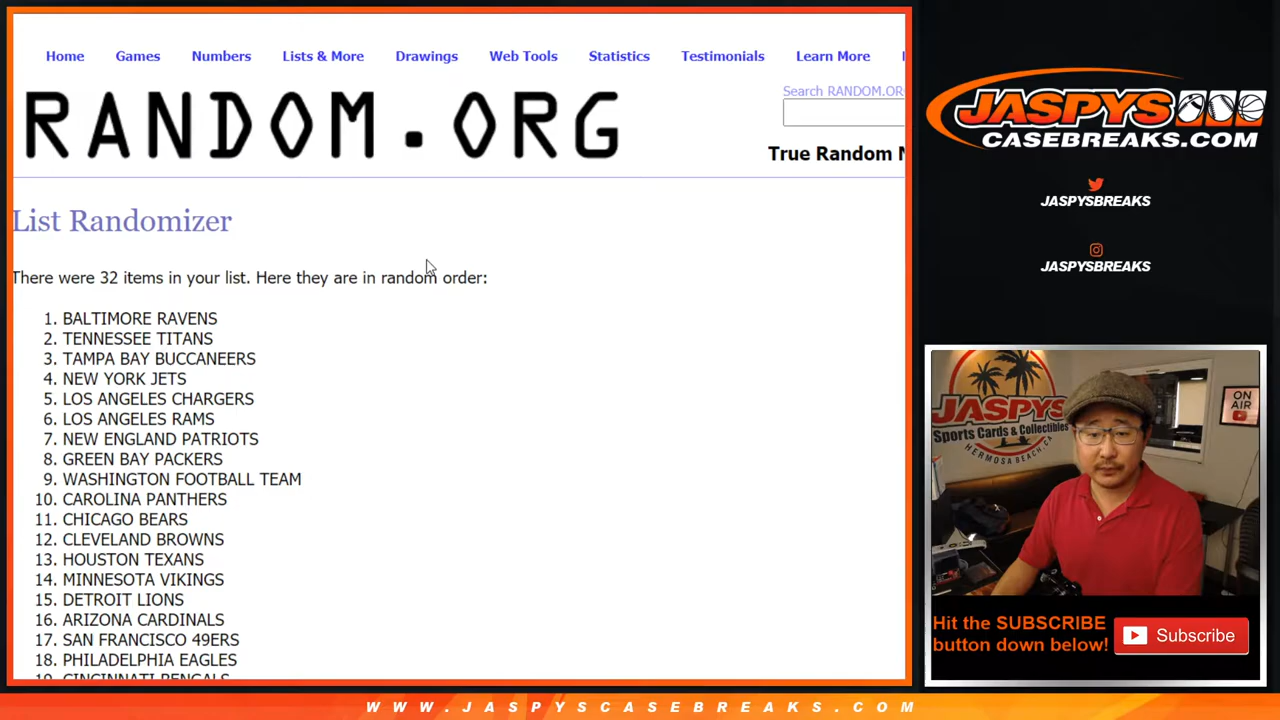 Home Games Numbers Lists & More Drawings Web Tools Statistics Testimonials Learn More
RANDOM.ORG
Search RANDOM.OR
True Random
List Randomizer
There were 32 items in your list. Here they are in random order:
1. BALTIMORE RAVENS
2. TENNESSEE TITANS
3. TAMPA BAY BUCCANEERS
4. NEW YORK JETS
5. LOS ANGELES CHARGERS
6. LOS ANGELES RAMS
7. NEW ENGLAND PATRIOTS
8. GREEN BAY PACKERS
9. WASHINGTON FOOTBALL TEAM
10. CAROLINA PANTHERS
11. CHICAGO BEARS
12. CLEVELAND BROWNS
13. HOUSTON TEXANS
14. MINNESOTA VIKINGS
15. DETROIT LIONS
16. ARIZONA CARDINALS
17. SAN FRANCISCO 49ERS
18. PHILADELPHIA EAGLES
19. CINCINNATI BENGALS
JASPYS
CASEBREAKS.COM
JASPYSBREAKS
JASPYSBREAKS
JASPYS
Sports Cards & Collectibles
HERMOSA BEACH, CA
ON AIR
Hit the SUBSCRIBE
button down below!
Subscribe
WWW.JASPYSCASEBREAKS.COM